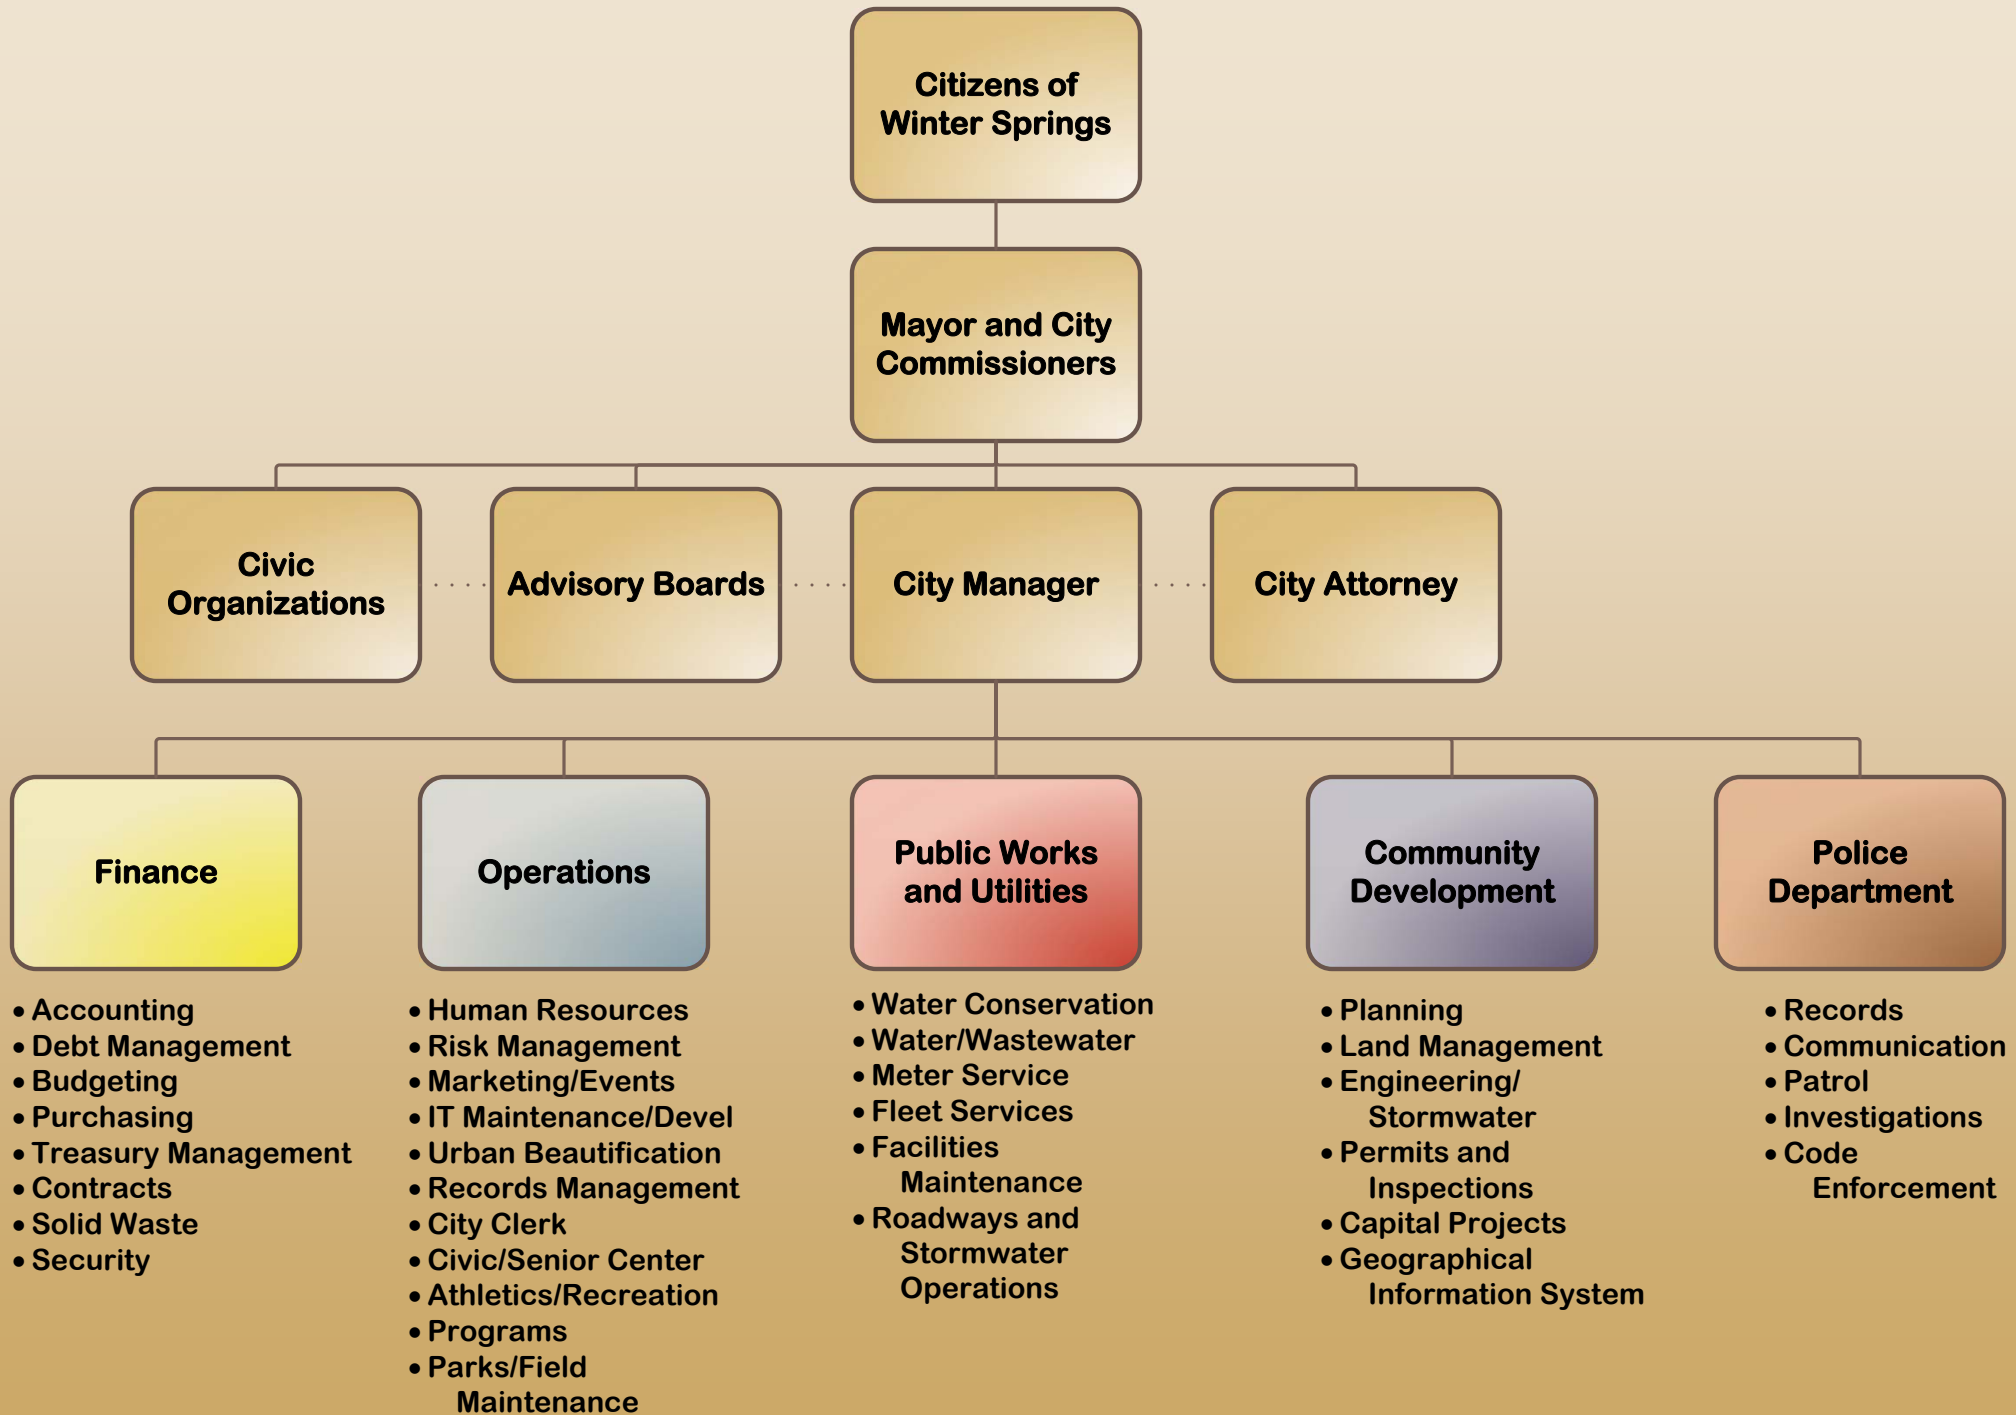 Citizens of
Winter Springs
Mayor and City
Commissioners
Civic
Organizations
Advisory Boards
City Manager
City Attorney
Finance
• Accounting
• Debt Management
• Budgeting
• Purchasing
• Treasury Management
• Contracts
• Solid Waste
• Security
Operations
• Human Resources
• Risk Management
• Marketing/Events
• IT Maintenance/Devel
• Urban Beautification
• Records Management
• City Clerk
• Civic/Senior Center
• Athletics/Recreation
• Programs
• Parks/Field
Maintenance
Public Works
and Utilities
• Water Conservation
• Water/Wastewater
• Meter Service
• Fleet Services
• Facilities
Maintenance
• Roadways and
Stormwater
Operations
Community
Development
• Planning
• Land Management
• Engineering/
Stormwater
• Permits and
Inspections
• Capital Projects
• Geographical
Information System
Police
Department
• Records
• Communication
• Patrol
• Investigations
• Code
Enforcement